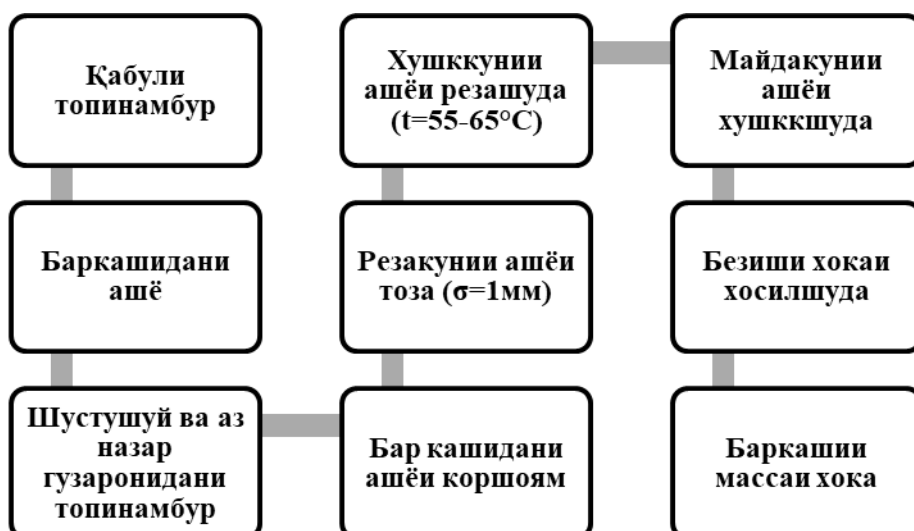 Қабули
топинамбур
Баркашидани
ашё
Шустушуй ва аз
назар
гузаронидани
топинамбур
Бар кашидани
ашёи коршоям
Резакунии ашёи
тоза (σ=1мм)
Хушккунии
ашёи резашуда
(t=55-65°C)
Майдакунии
ашёи
хушккшуда
Безиши хокаи
хосилшуда
Баркашии
массаи хока